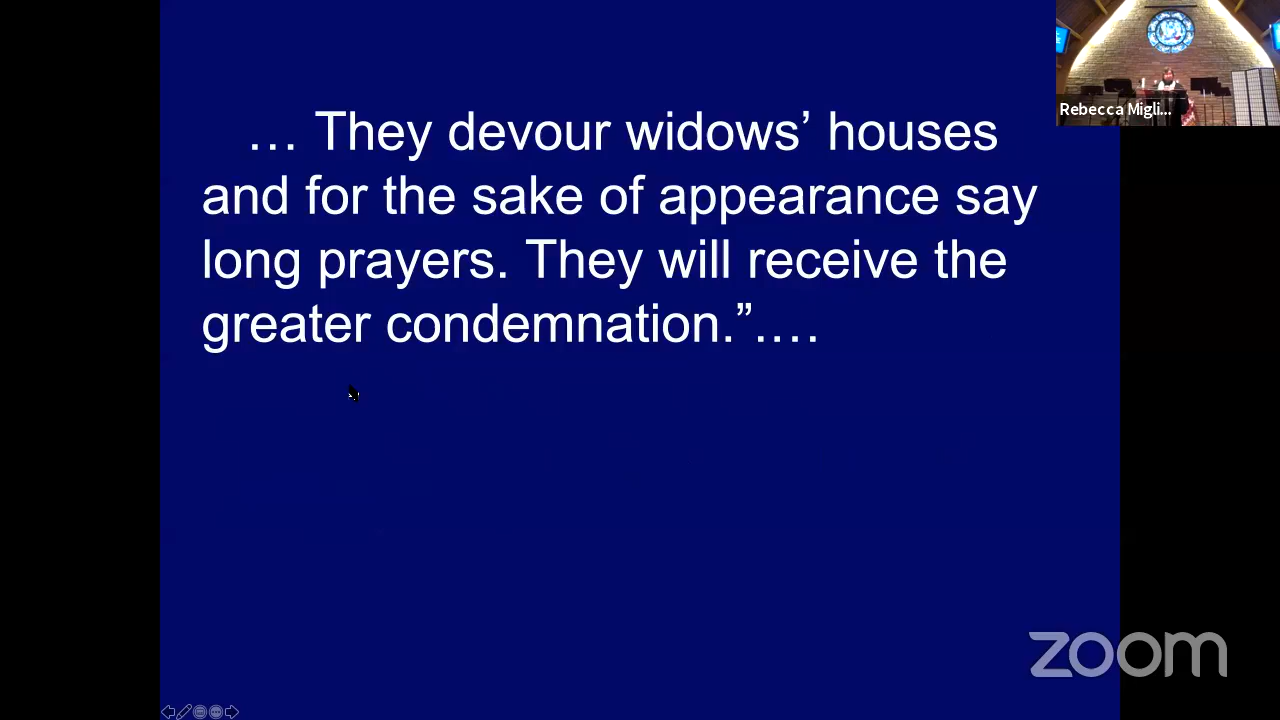 … They devour widows’ houses
and for the sake of appearance say
long prayers. They will receive the
greater condemnation.”….
Rebecca Migli...
zoom